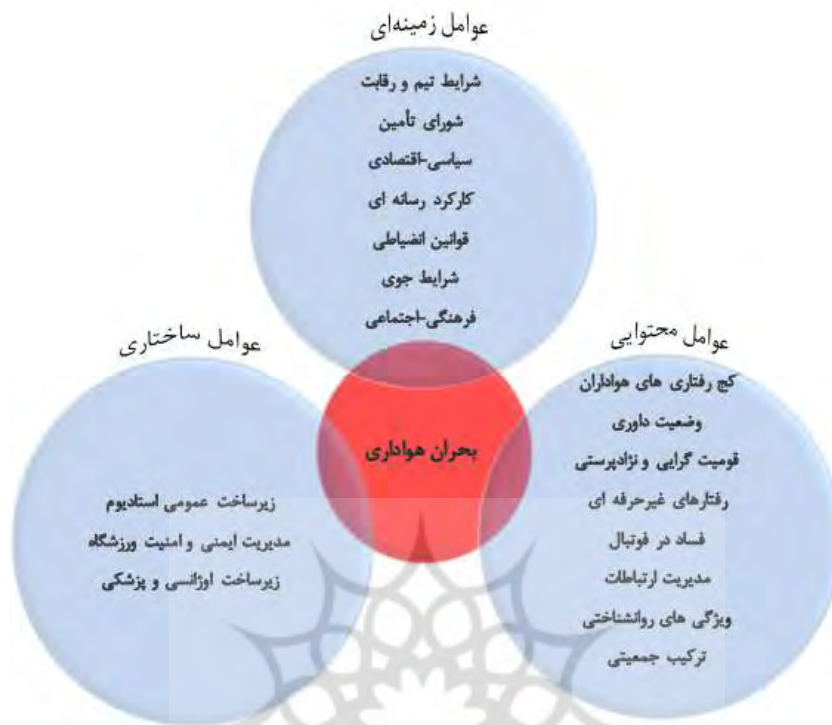 عوامل زمینه‌ای
شرایط تیم و رقابت
شورای تأمین
سیاسی-اقتصادی
کارکرد رسانه ای
قوانین انضباطی
شرایط جوی
فرهنگی-اجتماعی
عوامل محتوایی
کج رفتاری های هواداران
وضعیت داوری
قومیت گرایی و نژادپرستی
رفتارهای غیرحرفه ای
فساد در فوتبال
مدیریت ارتباطات
ویژگی های روانشناختی
ترکیب جمعیتی
بحران هواداری
عوامل ساختاری
زیرساخت عمومی استادیوم
مدیریت ایمنی و امنیت ورزشگاه
زیرساخت اوژانسی و پزشکی